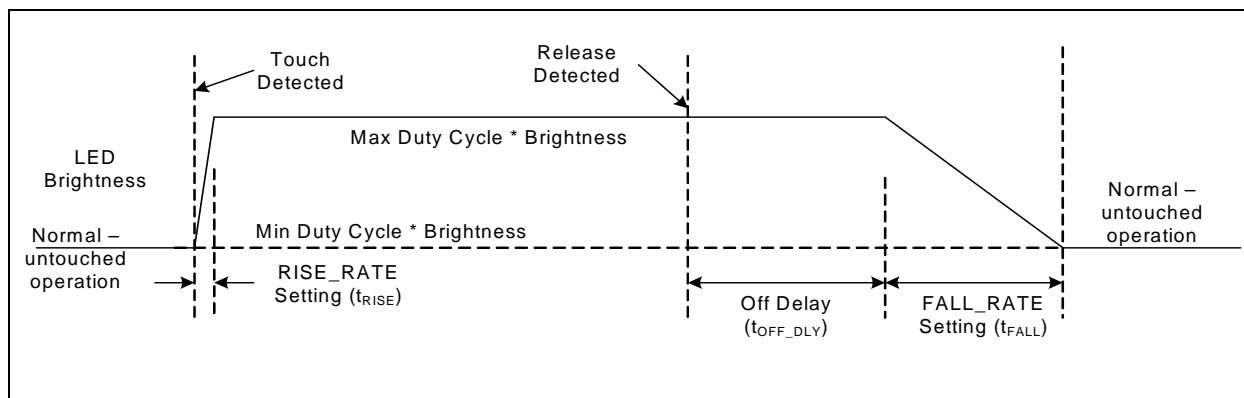 Touch
Detected
Release
Detected
Max Duty Cycle * Brightness
LED
Brightness
Normal –
untouched
operation
Min Duty Cycle * Brightness
Normal –
untouched
operation
RISE_RATE
Setting (tRISE)
Off Delay
(tOFF_DLY)
FALL_RATE
Setting (tFALL)